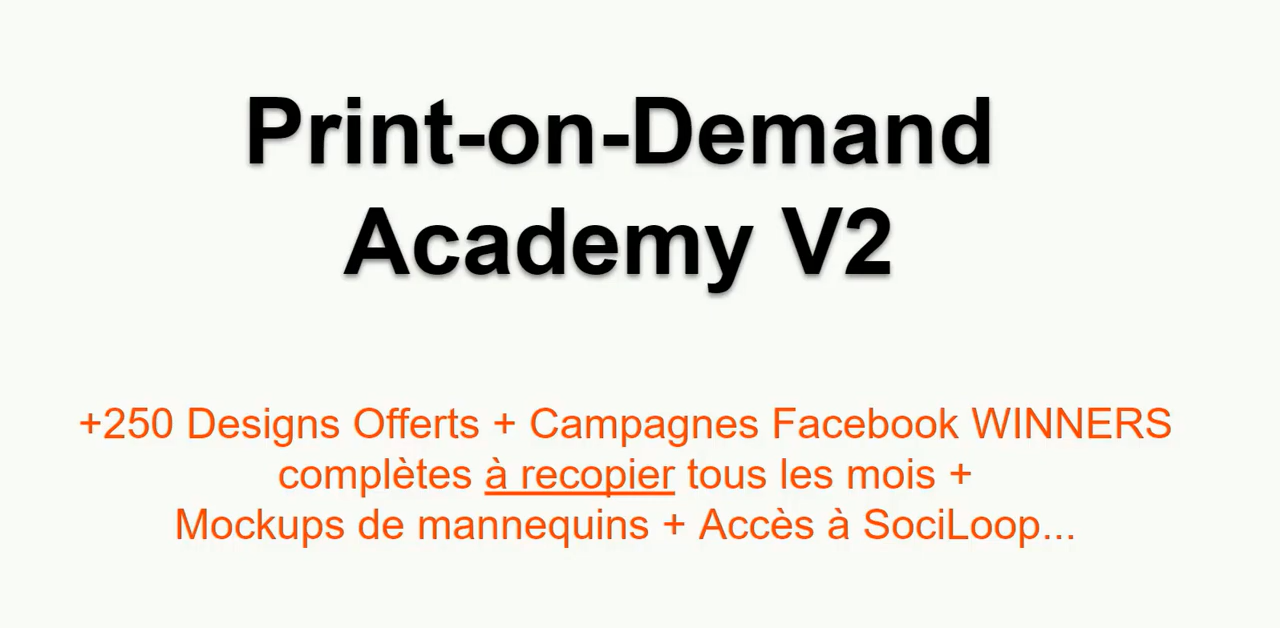 Print-on-Demand
Academy V2
+250 Designs Offerts + Campagnes Facebook WINNERS
complètes à recopier tous les mois +
Mockups de mannequins + Accès à SociLoop...